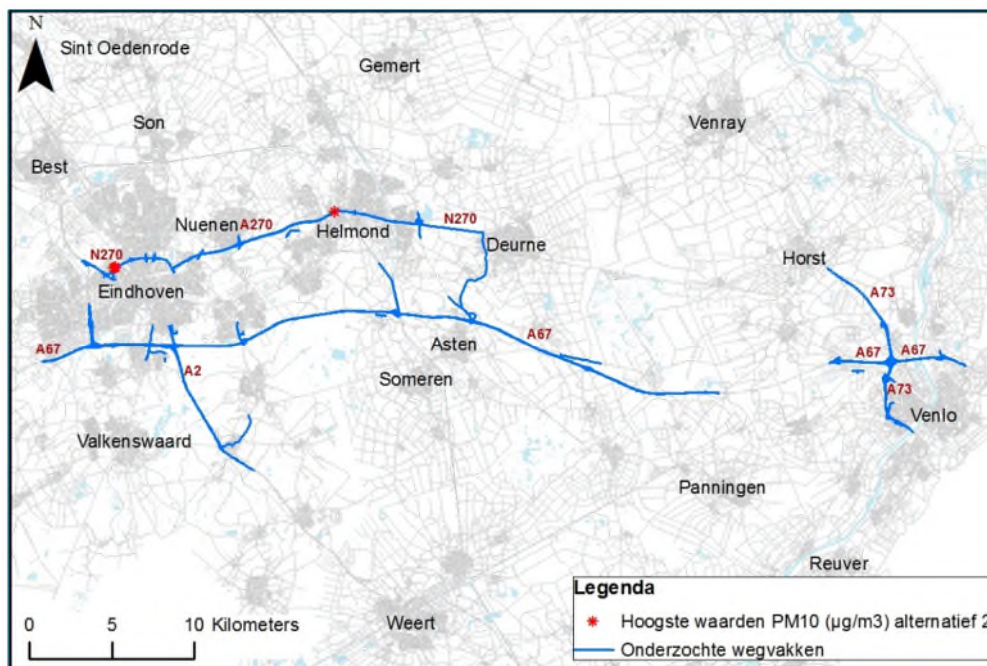 N
Sint Oedenrode
Gemert
Son
Venray
Best
Nuenen
A270
N270
Helmond
N270
Deurne
Horst
Eindhoven
A73
A67
Asten
A67
A67
A67
A2
Someren
A73
Venlo
Valkenswaard
Panningen
Reuver
Weert
0 5 10 Kilometers
Legenda
Hoogste waarden PM10 (µg/m3) alternatief 2
Onderzochte wegvakken